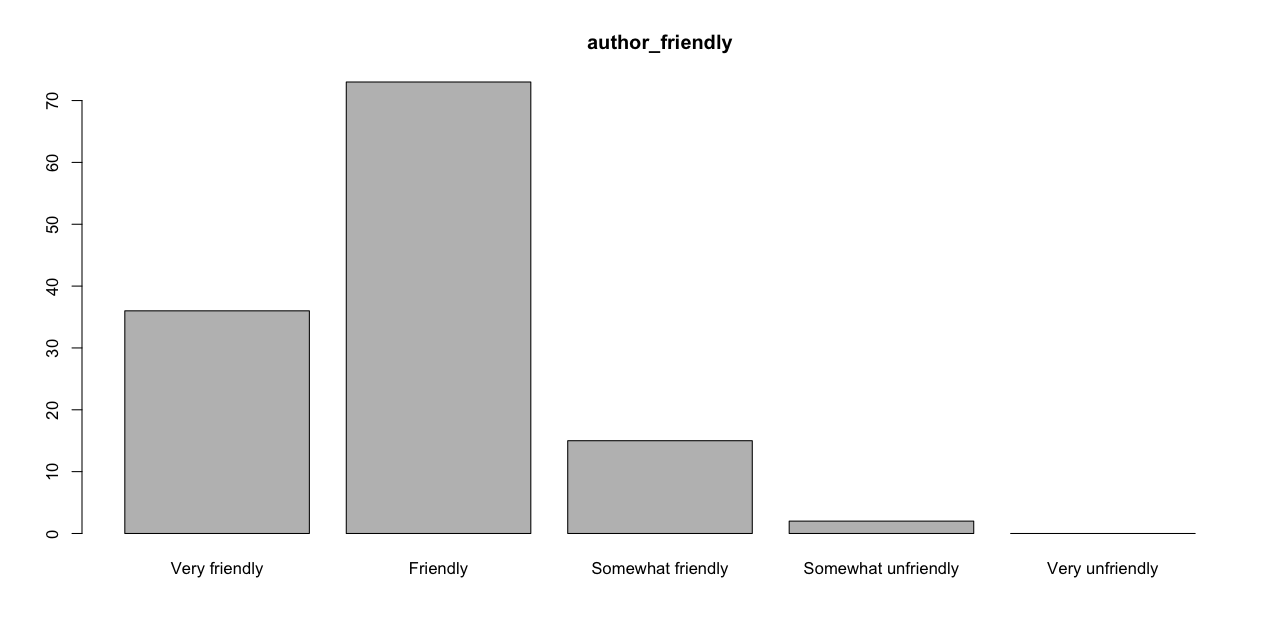 author_friendly
70
60
50
40
30
20
10
0
Very friendly
Friendly
Somewhat friendly
Somewhat unfriendly
Very unfriendly